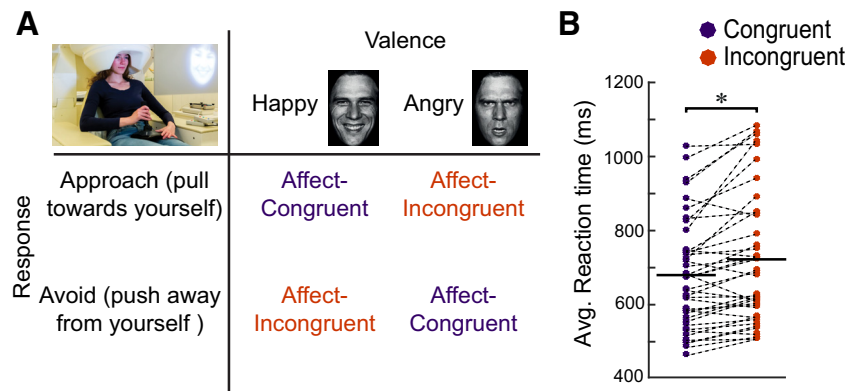 A
Valence
Happy
Angry
Response
Approach (pull
towards yourself)
Affect-
Congruent
Affect-
Incongruent
Avoid (push away
from yourself )
Affect-
Incongruent
Affect-
Congruent
B
Congruent
Incongruent
Avg. Reaction time (ms)
1200
1000
800
600
400
*